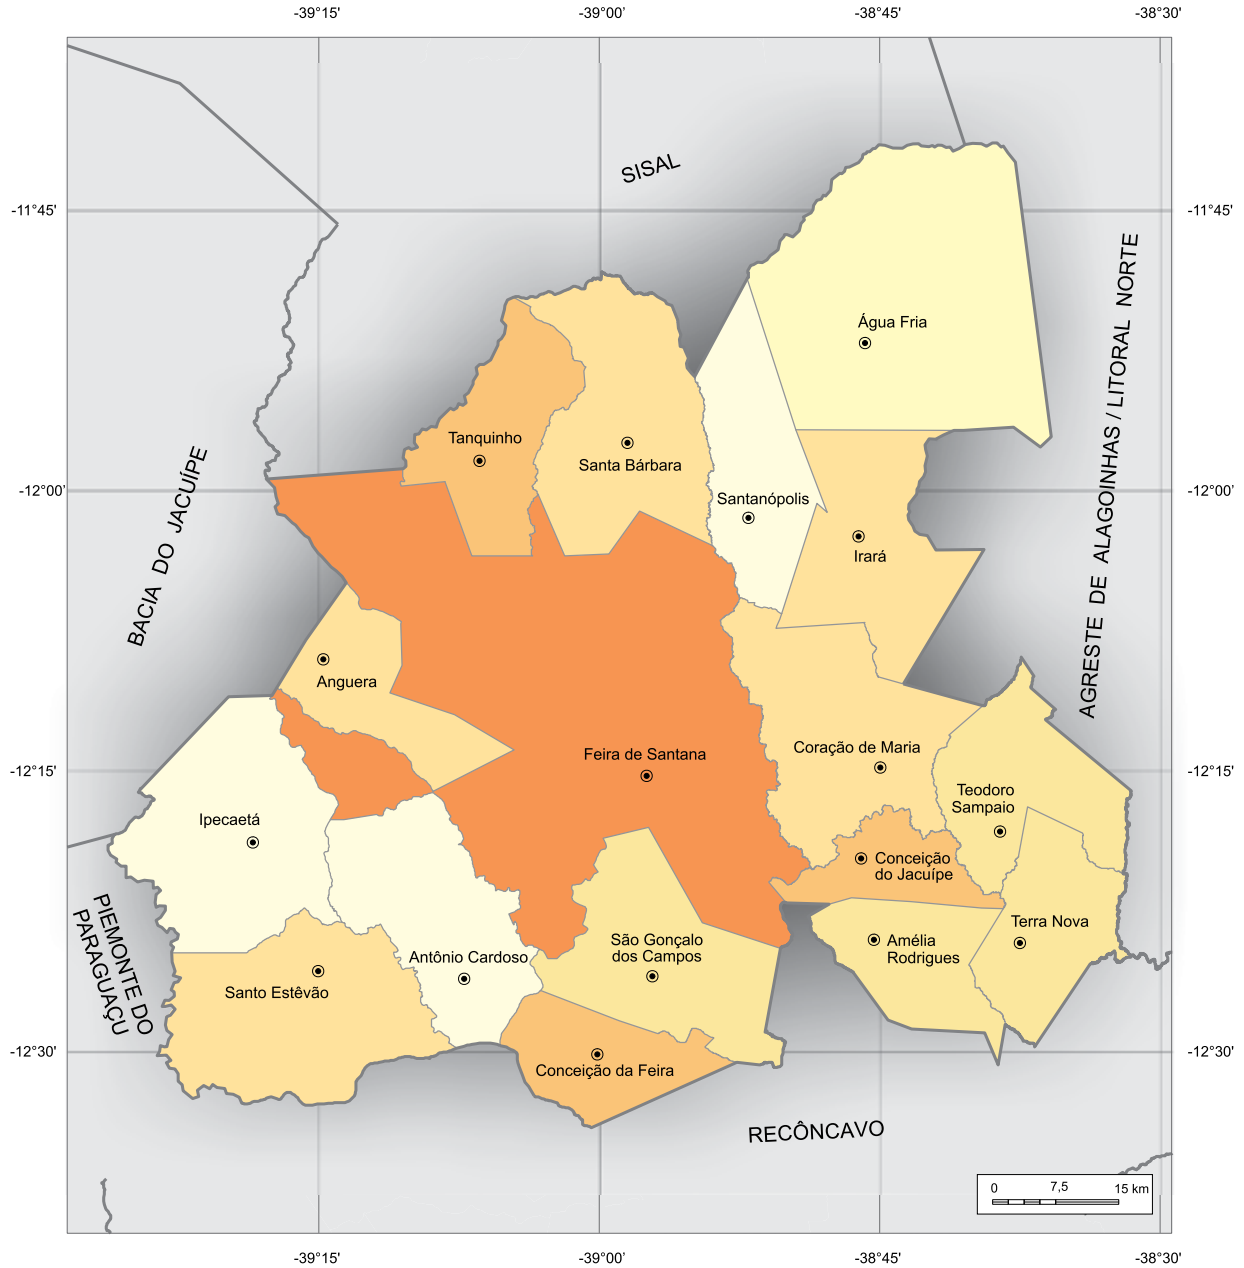 -39°15'
-39°00'
-38°45'
-38°30'
SISAL
-11°45'
-11°45'
AGRESTE DE ALAGOINHAS / LITORAL NORTE
Água Fria
Tanquinho
Santa Bárbara
BACIA DO JACUÍPE
-12°00'
Santanópolis
-12°00'
Irará
Anguera
Feira de Santana
Coração de Maria
-12°15'
-12°15'
Teodoro
Sampaio
Ipecaetá
Conceição
do Jacuípe
PIEMONTE DO
PARAGUAÇU
Terra Nova
São Gonçalo
dos Campos
Amélia
Rodrigues
Antônio Cardoso
Santo Estêvão
-12°30'
-12°30'
Conceição da Feira
RECÔNCAVO
0 7,5 15 km
-39°15'
-39°00'
-38°45'
-38°30'